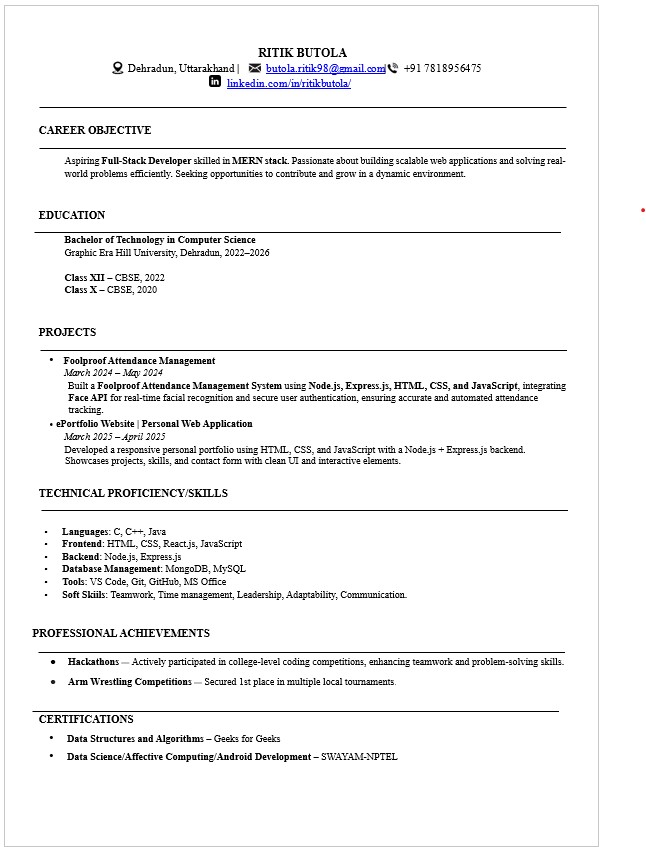 RITIK BUTOLA
Dehradun, Uttarakhand | butola.ritik98@gmail.com| +91 7818956475
linkedin.com/in/ritikbutola/
CAREER OBJECTIVE
Aspiring Full-Stack Developer skilled in MERN stack. Passionate about building scalable web applications and solving real-
world problems efficiently. Seeking opportunities to contribute and grow in a dynamic environment.
EDUCATION
Bachelor of Technology in Computer Science
Graphic Era Hill University, Dehradun, 2022–2026
Class XII – CBSE, 2022
Class X – CBSE, 2020
PROJECTS
• Foolproof Attendance Management
March 2024 – May 2024
Built a Foolproof Attendance Management System using Node.js, Express.js, HTML, CSS, and JavaScript, integrating
Face API for real-time facial recognition and secure user authentication, ensuring accurate and automated attendance
tracking.
• ePortfolio Website | Personal Web Application
March 2025 – April 2025
Developed a responsive personal portfolio using HTML, CSS, and JavaScript with a Node.js + Express.js backend.
Showcases projects, skills, and contact form with clean UI and interactive elements.
TECHNICAL PROFICIENCY/SKILLS
• Languages: C, C++, Java
• Frontend: HTML, CSS, React.js, JavaScript
• Backend: Node.js, Express.js
• Database Management: MongoDB, MySQL
• Tools: VS Code, Git, GitHub, MS Office
• Soft Skiils: Teamwork, Time management, Leadership, Adaptability, Communication.
PROFESSIONAL ACHIEVEMENTS
• Hackathons — Actively participated in college-level coding competitions, enhancing teamwork and problem-solving skills.
• Arm Wrestling Competitions — Secured 1st place in multiple local tournaments.
CERTIFICATIONS
• Data Structures and Algorithms – Geeks for Geeks
• Data Science/Affective Computing/Android Development – SWAYAM-NPTEL